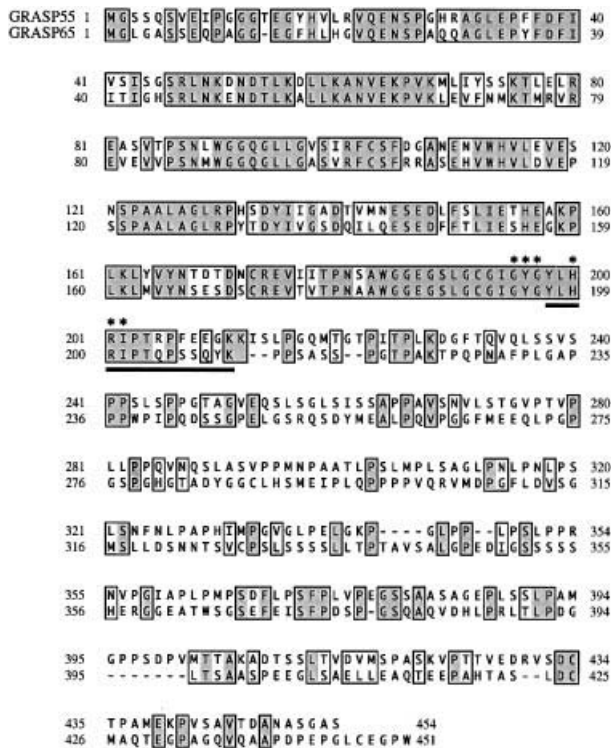 GRASP55 1 MGSSQSVEIPGGGTEGYHVLRVQENSPGHRAGLEPFFDFI 40
GRASP65 1 MGLGASSEQPAGG-EGFHLHGVQENSPAQQAGLEPYFDFI 39
41 VSISGSRLNKDNDTLKDLLKANVEKPVKMLIYSSKTLELR 80
40 ITIGHSRLNKENDTLKALLKANVEKPVKLEVFNMKTMRVR 79
81 EASVTPSNLWGGQGLLGVSIRFCSFDGANENVWHVLEVES 120
80 EVEVVPSNMWGGQGLLGASVRFCSFRRASEHVWHVLDVEP 119
121 NSPAALAGLRPHSDYIIGADTVMNESEDLFSLIETHEAKP 160
120 SSPAALAGLRPYTDYIVGSDQILQESEDFFTLIESHEGKP 159
*** *
161 LKLYVYNTDTDNCREVIITPNSAWGGEGSLGCGIGYGYLH 200
160 LKLMVYNSESDSCREVTVTPNAAWGGEGSLGCGIGYGYLH 199
**
201 RIPTRPFEEGKKISLPGQMTGTPITPLKDGFTQVQLSSVS 240
200 RIPTQPSSQYK--PPSASS--PGTPAKTPQPNAFPLGAP 235
241 PPSLSPPGTAGVEQSLSGLSISSAPPAVSNVLSTGVPTVP 280
236 PPWPIPQDSSGPELGSRQSDYMEALPQVPGGFMEEQLPGP 275
281 LLPPQVNQSLASVPPMNPAATLPSLMPLSAGLPNLPNLPS 320
276 GSPGHGTADYGGCLHSMEIPLQPPPPVQRVMDPGFLDVSG 315
321 LSNFNLPAPHIMPGVGLPELGKP----GLPP--LPSLPPR 354
316 MSLLDSNNTSVCPSLSSSSLLTPTAVSALGPEDIGSSSSS 355
355 NVPGIAPLPMPSDFLPSFPLVPEGSSAASAGEPLSSLPAM 394
356 HERGGEATWSGSEFEISFPDSP-GSQAQVDHLPRLTLPDG 394
395 GPPSDPVMTTAKADTSSLTVDVMSPASKVPTTVEDRVSDC 434
395 -------LTSAASPEEGLSAELLEAQTEEPAHTAS--LDC 425
435 TPAMEKPVSAVTDANASGAS 454
426 MAQTEGPAGQVQAAPDPEPGLCEGPW 451